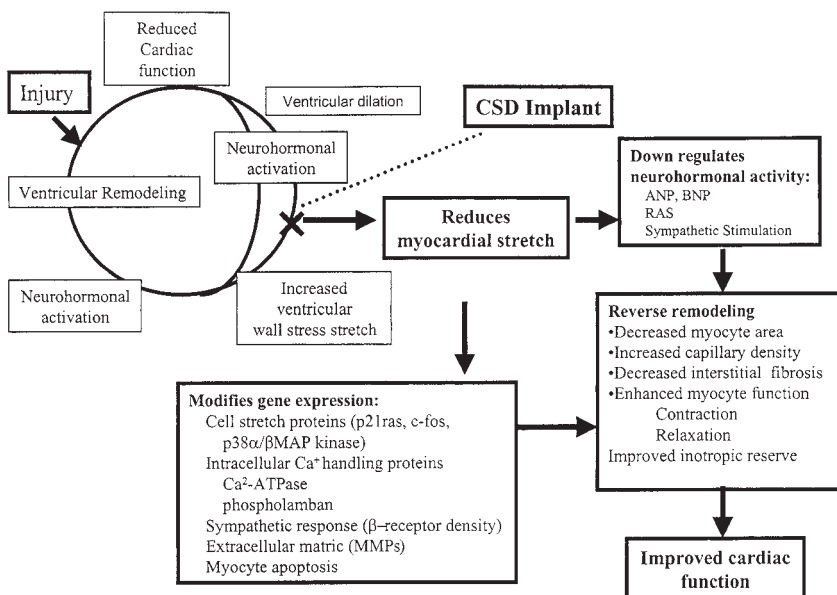 Reduced
Cardiac
function
Injury
Ventricular dilation
CSD Implant
Neurohormonal
activation
Ventricular Remodeling
Down regulates
neurohormonal activity:
ANP, BNP
RAS
Sympathetic Stimulation
Reduces
myocardial stretch
Neurohormonal
activation
Increased
ventricular
wall stress stretch
Reverse remodeling
•Decreased myocyte area
•Increased capillary density
•Decreased interstitial fibrosis
•Enhanced myocyte function
Contraction
Relaxation
Improved inotropic reserve
Modifies gene expression:
Cell stretch proteins (p21ras, c-fos,
p38α/βMAP kinase)
Intracellular Ca⁺ handling proteins
Ca²-ATPase
phospholamban
Sympathetic response (β–receptor density)
Extracellular matric (MMPs)
Myocyte apoptosis
Improved cardiac
function